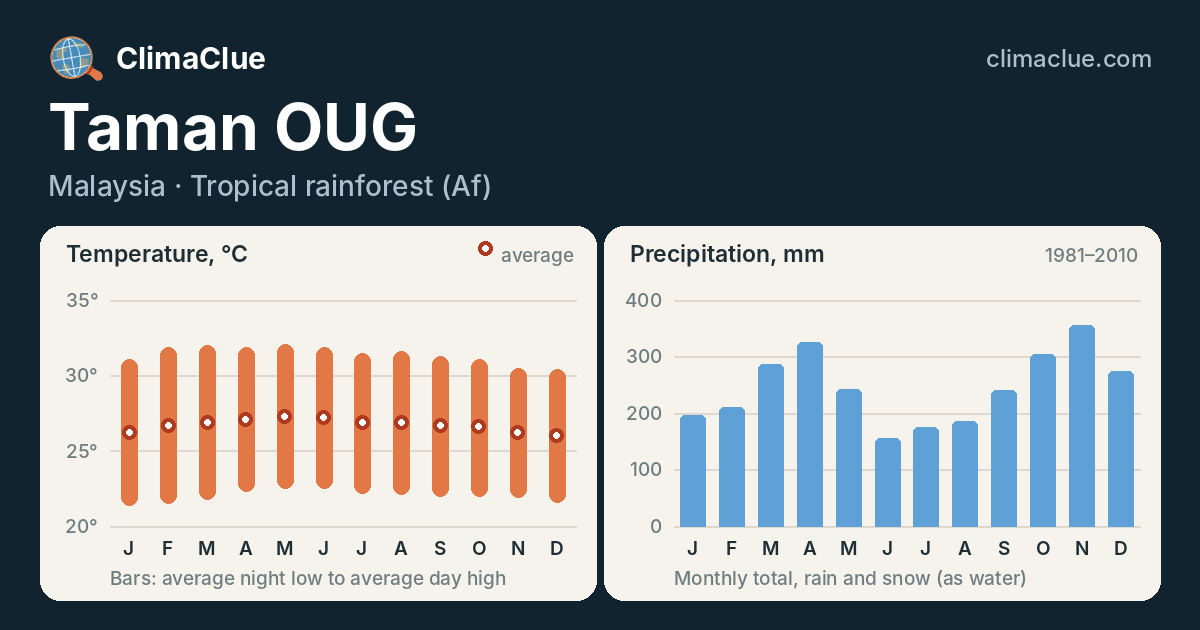 ClimaClue
climaclue.com
Taman OUG
Malaysia · Tropical rainforest (Af)
Temperature, °C
average
35°
30°
25°
20°
J F M A M J J A S O N D
Bars: average night low to average day high
Precipitation, mm
1981–2010
400
300
200
100
0
J F M A M J J A S O N D
Monthly total, rain and snow (as water)